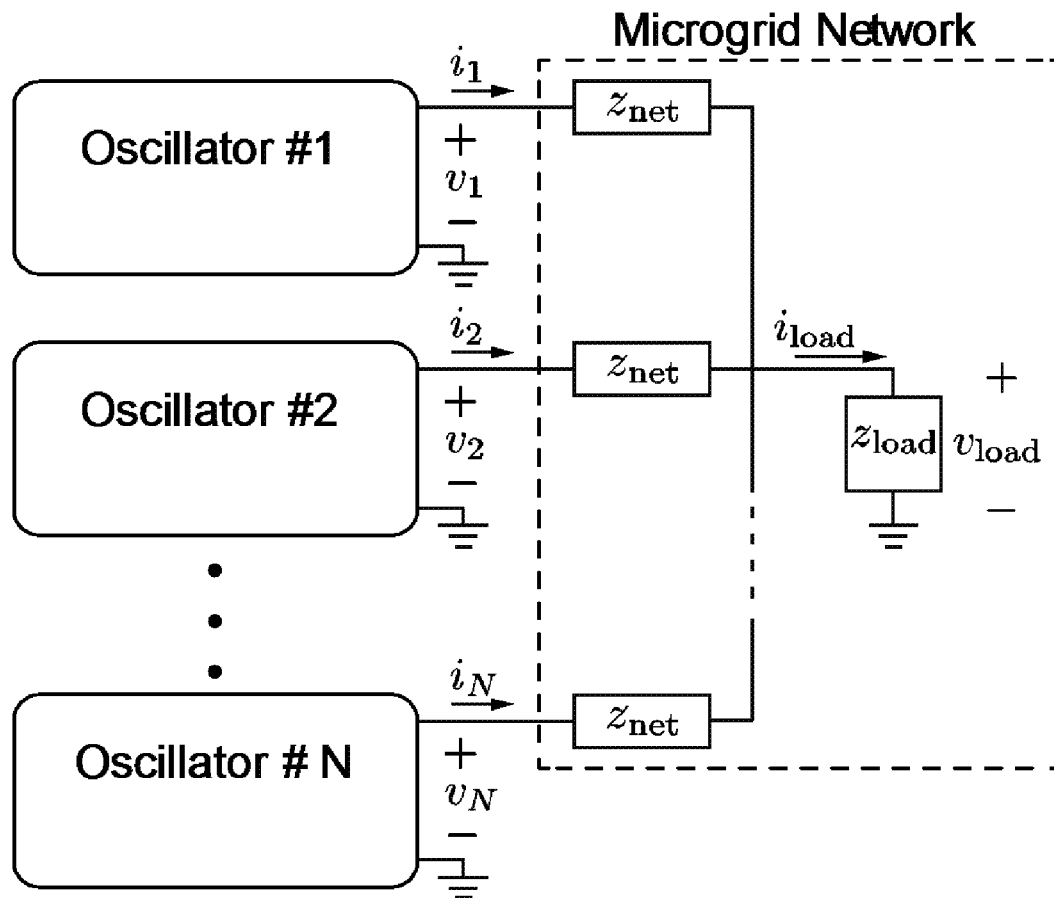 Microgrid Network
i1
znet
Oscillator #1
+
v1
−
i2
znet
iload
Oscillator #2
+
v2
−
+
zload
vload
−
iN
znet
Oscillator # N
+
vN
−